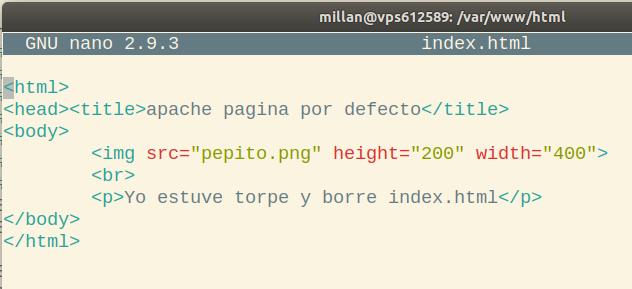 millan@vps612589: /var/www/html
GNU nano 2.9.3 index.html
<html>
<head><title>apache pagina por defecto</title>
<body>
<img src="pepito.png" height="200" width="400">
<br>
<p>Yo estuve torpe y borre index.html</p>
</body>
</html>